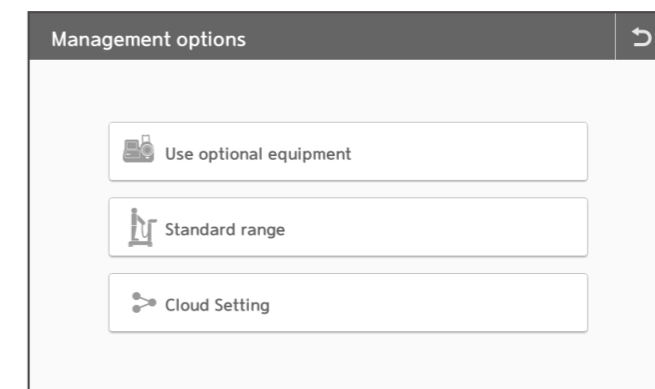 Management options
Use optional equipment
Standard range
Cloud Setting